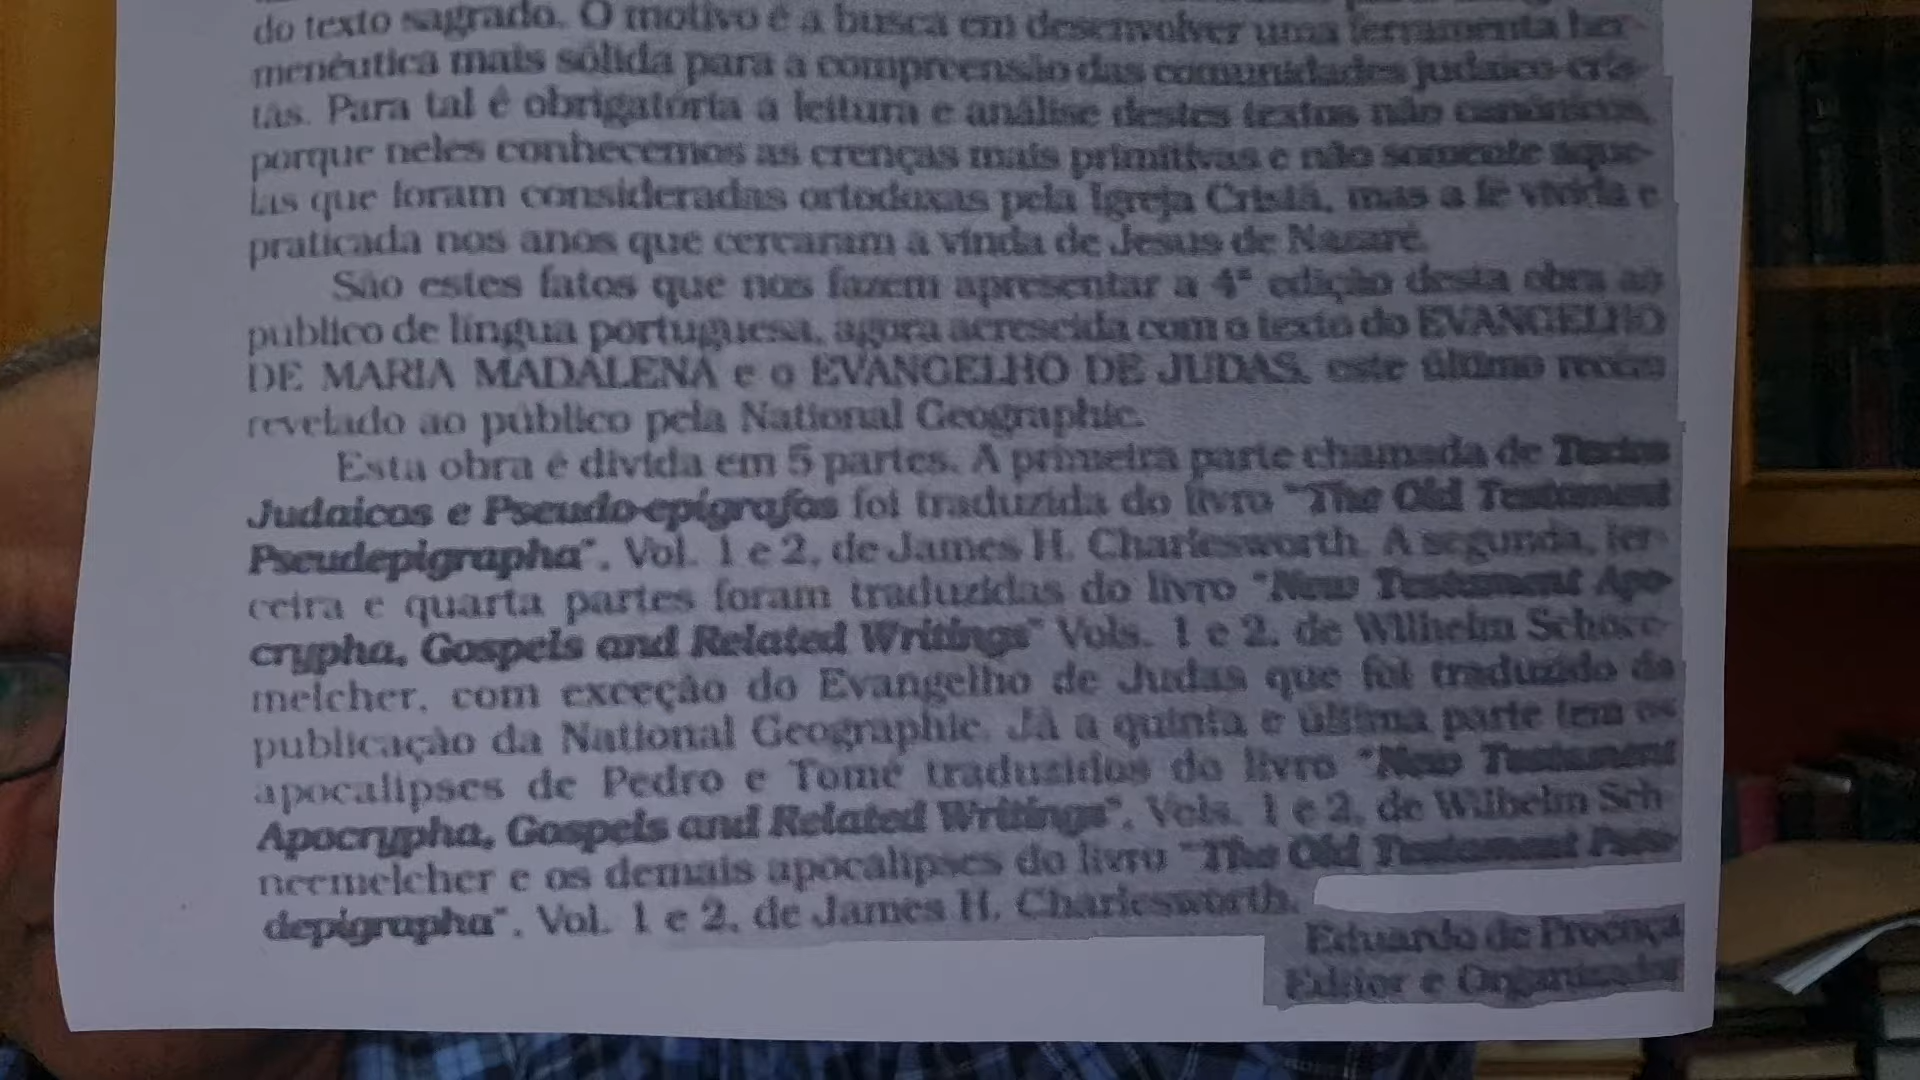 do texto sagrado. O motivo é a busca em desenvolver uma ferramenta her-
menêutica mais sólida para a compreensão das comunidades judaico-cris-
tãs. Para tal é obrigatória a leitura e análise destes textos não canônicos,
porque neles conhecemos as crenças mais primitivas e não somente aque-
las que foram consideradas ortodoxas pela Igreja Cristã, mas a fé vivida e
praticada nos anos que cercaram a vinda de Jesus de Nazaré.
São estes fatos que nos fazem apresentar a 4ª edição desta obra ao
publico de língua portuguesa, agora acrescida com o texto do EVANGELHO
DE MARIA MADALENA e o EVANGELHO DE JUDAS, este último
revelado ao público pela National Geographic.
Esta obra é divida em 5 partes. A primeira parte chamada de Textos
Judaicos e Pseudo-epígrafos foi traduzida do livro "The Old Testament
Pseudepigrapha", Vol. 1 e 2, de James H. Charlesworth. A segunda, ter-
ceira e quarta partes foram traduzidas do livro "New Testament Apo-
crypha, Gospels and Related Writings" Vols. 1 e 2, de Wilhelm Schnee-
melcher, com exceção do Evangelho de Judas que foi traduzido da
publicação da National Geographic. Já a quinta e última parte tem os
apocalipses de Pedro e Tomé traduzidos do livro "New Testament
Apocrypha, Gospels and Related Writings", Vols. 1 e 2, de Wilhelm Sch-
neemelcher e os demais apocalipses do livro "The Old Testament Pseu-
depigrapha", Vol. 1 e 2, de James H. Charlesworth.
Eduardo de Proença
Editor e Organizador